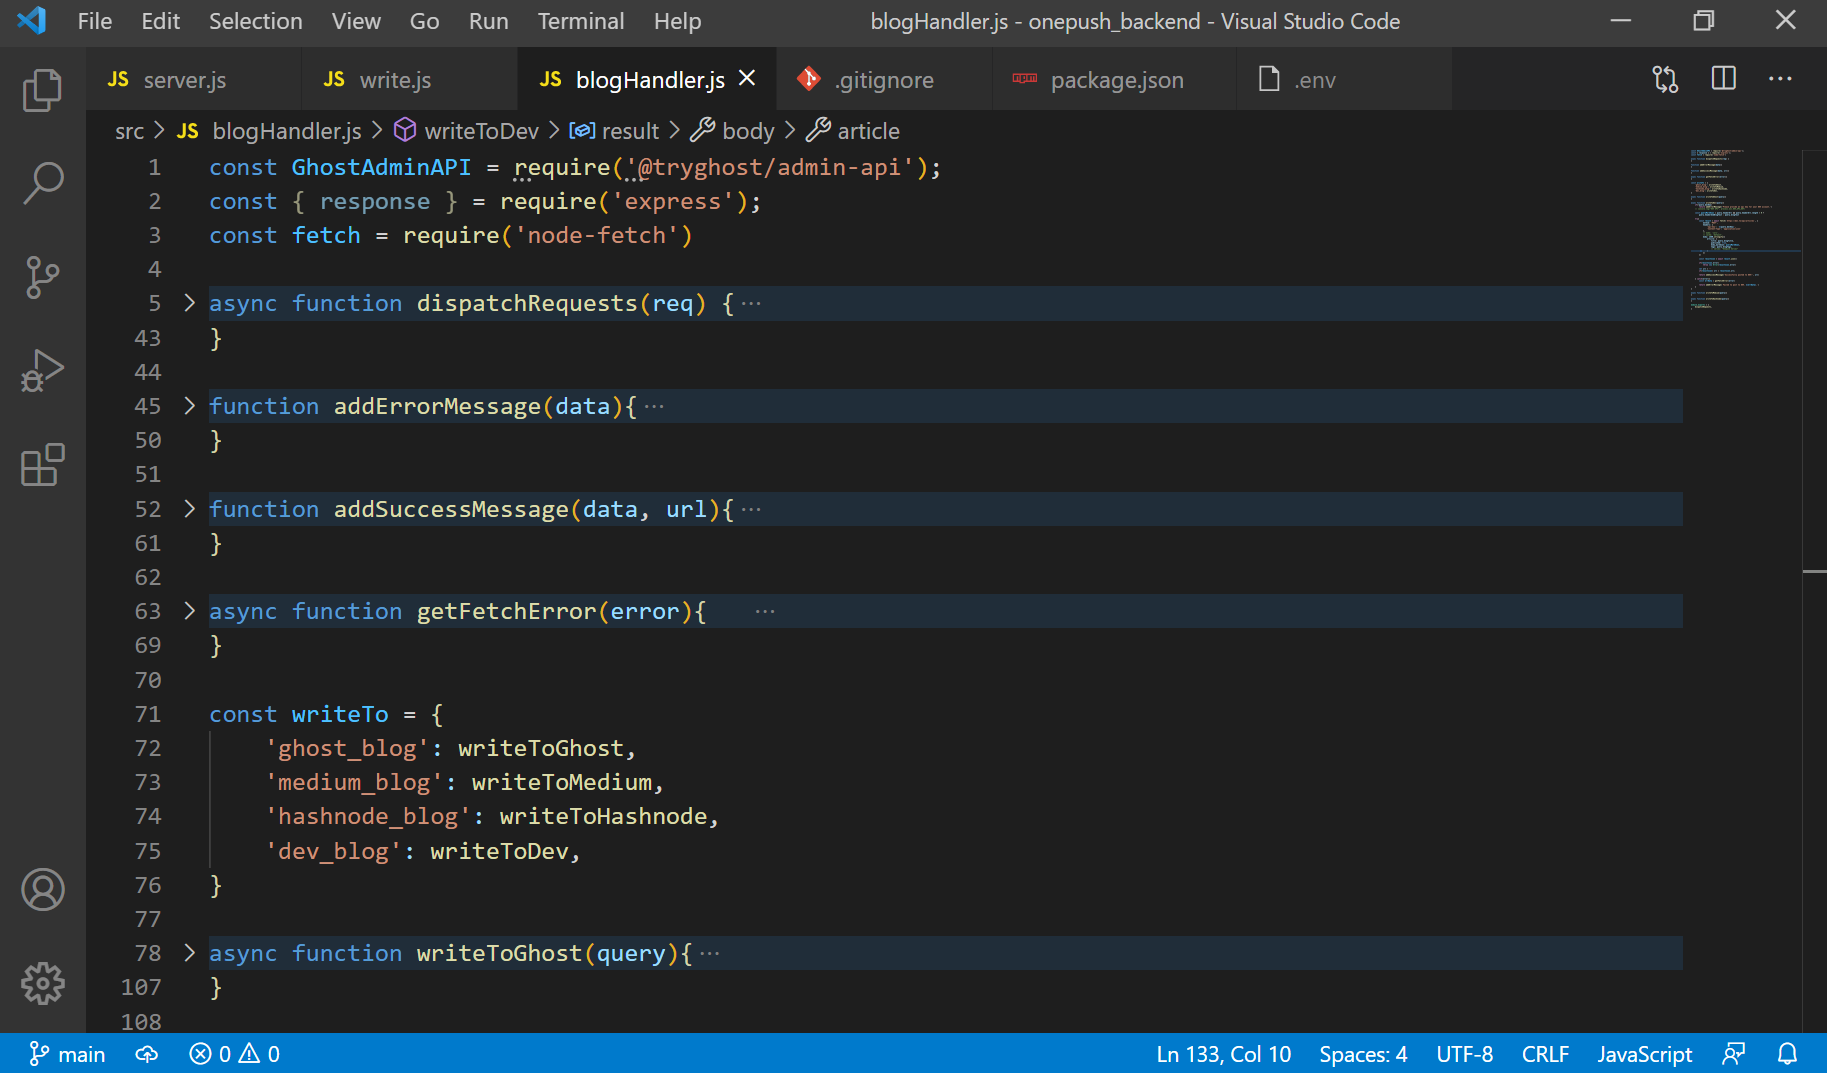 File Edit Selection View Go Run Terminal Help blogHandler.js - onepush_backend - Visual Studio Code
JS server.js JS write.js JS blogHandler.js .gitignore npm package.json .env
src > JS blogHandler.js > writeToDev > result > body > article
1 const GhostAdminAPI = require('@tryghost/admin-api');
2 const { response } = require('express');
3 const fetch = require('node-fetch')
4
5 async function dispatchRequests(req) {···
43 }
44
45 function addErrorMessage(data){···
50 }
51
52 function addSuccessMessage(data, url){···
61 }
62
63 async function getFetchError(error){ ···
69 }
70
71 const writeTo = {
72 'ghost_blog': writeToGhost,
73 'medium_blog': writeToMedium,
74 'hashnode_blog': writeToHashnode,
75 'dev_blog': writeToDev,
76 }
77
78 async function writeToGhost(query){···
107 }
108
main 0 0 Ln 133, Col 10 Spaces: 4 UTF-8 CRLF JavaScript